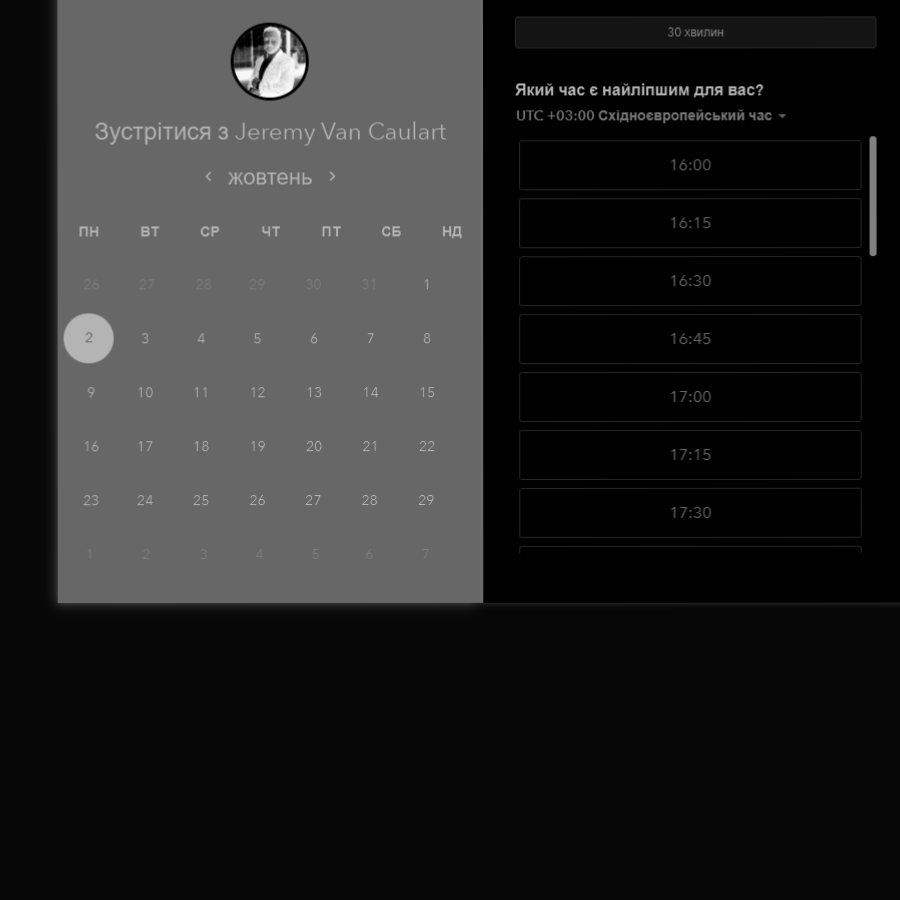 Зустрітися з Jeremy Van Caulart
жовтень
ПН ВТ СР ЧТ ПТ СБ НД
26 27 28 29 30 31 1
2 3 4 5 6 7 8
9 10 11 12 13 14 15
16 17 18 19 20 21 22
23 24 25 26 27 28 29
1 2 3 4 5 6 7
30 хвилин
Який час є найліпшим для вас?
UTC +03:00 Східноєвропейський час
16:00
16:15
16:30
16:45
17:00
17:15
17:30